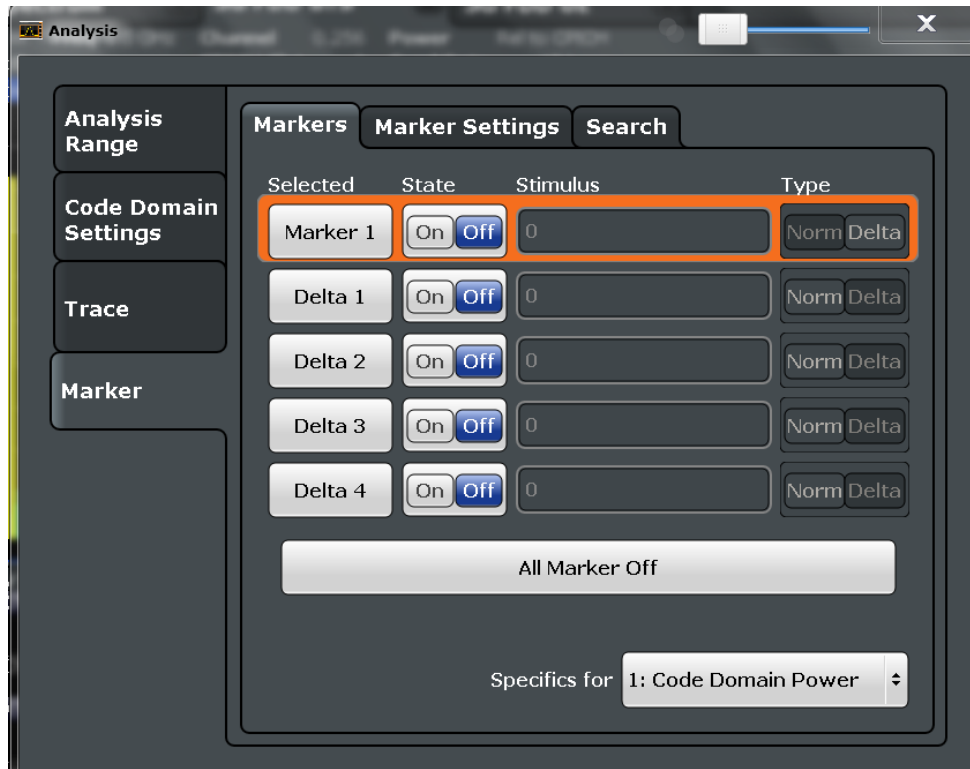 Analysis
Analysis Range
Code Domain Settings
Trace
Marker
Markers Marker Settings Search
Selected State Stimulus Type
Marker 1 On Off 0 Norm Delta
Delta 1 On Off 0 Norm Delta
Delta 2 On Off 0 Norm Delta
Delta 3 On Off 0 Norm Delta
Delta 4 On Off 0 Norm Delta
All Marker Off
Specifics for 1: Code Domain Power